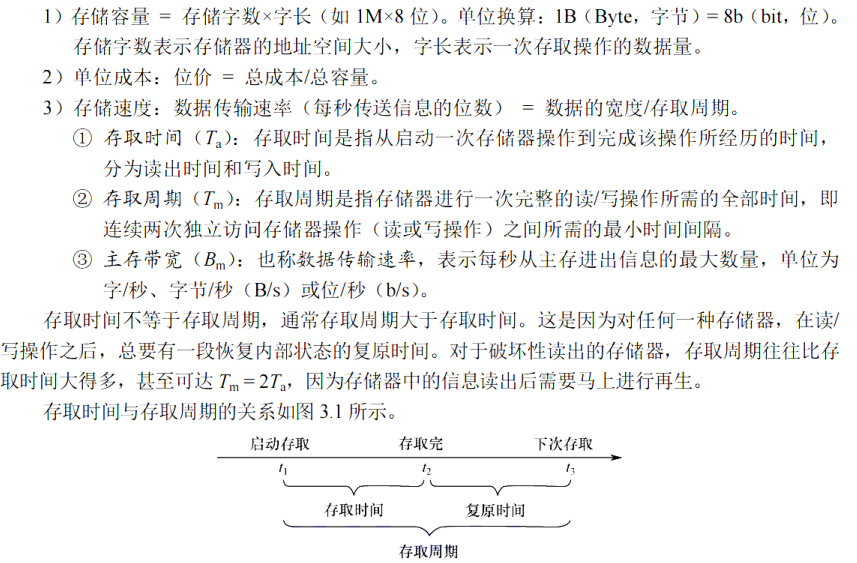 1）存储容量 = 存储字数×字长（如 1M×8 位）。单位换算：1B（Byte，字节）= 8b（bit，位）。
存储字数表示存储器的地址空间大小，字长表示一次存取操作的数据量。
2）单位成本：位价 = 总成本/总容量。
3）存储速度：数据传输速率（每秒传送信息的位数） = 数据的宽度/存取周期。
① 存取时间（Ta）：存取时间是指从启动一次存储器操作到完成该操作所经历的时间，
分为读出时间和写入时间。
② 存取周期（Tm）：存取周期是指存储器进行一次完整的读/写操作所需的全部时间，即
连续两次独立访问存储器操作（读或写操作）之间所需的最小时间间隔。
③ 主存带宽（Bm）：也称数据传输速率，表示每秒从主存进出信息的最大数量，单位为
字/秒、字节/秒（B/s）或位/秒（b/s）。
存取时间不等于存取周期，通常存取周期大于存取时间。这是因为对任何一种存储器，在读/
写操作之后，总要有一段恢复内部状态的复原时间。对于破坏性读出的存储器，存取周期往往比存
取时间大得多，甚至可达 Tm = 2Ta，因为存储器中的信息读出后需要马上进行再生。
存取时间与存取周期的关系如图 3.1 所示。
启动存取 存取完 下次存取
t1 t2 t3
存取时间 复原时间
存取周期